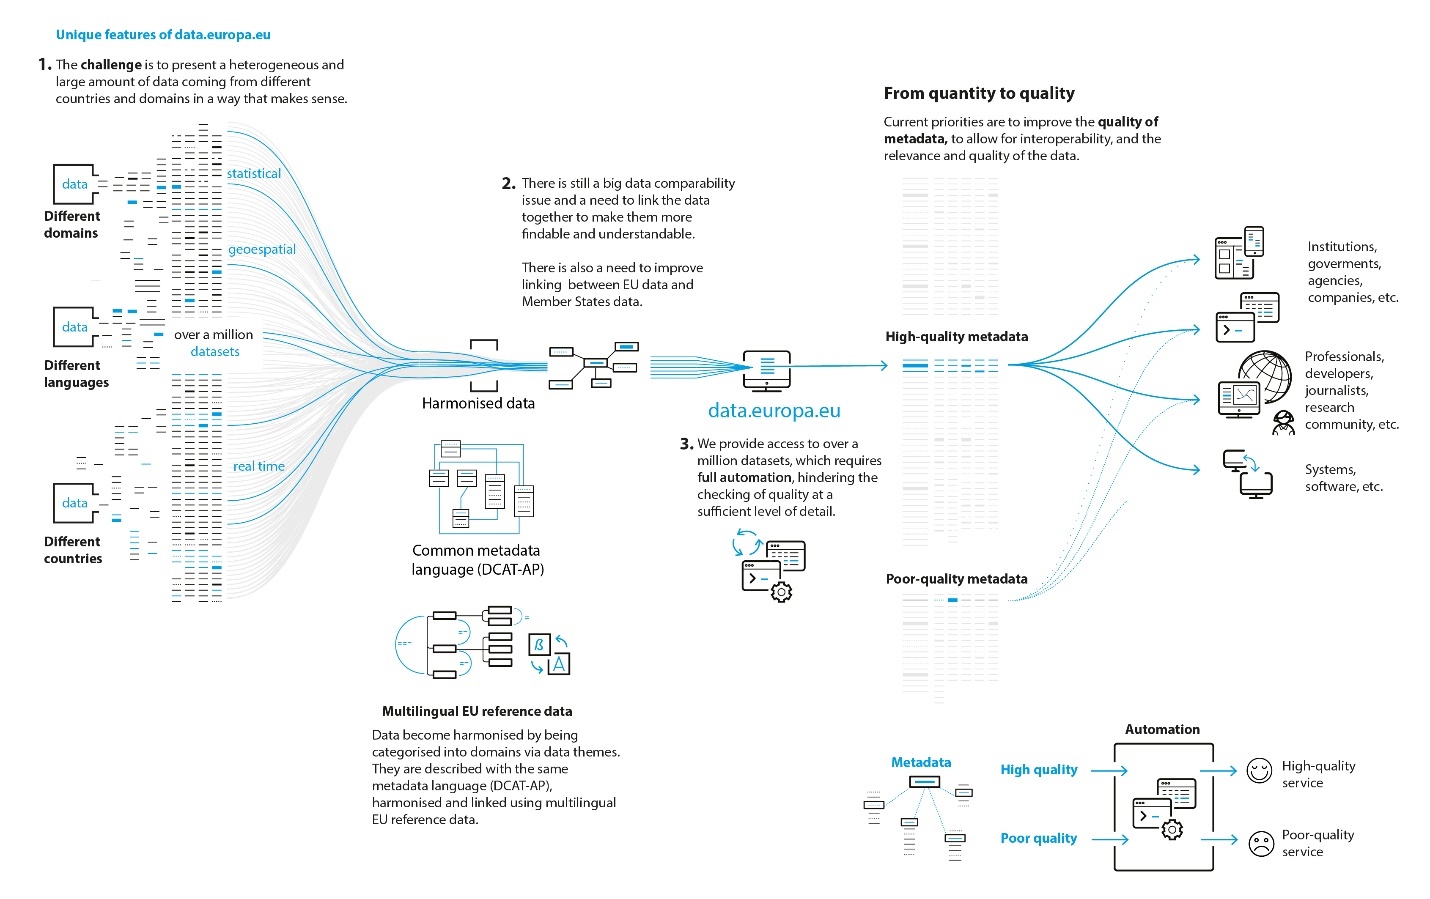 Unique features of data.europa.eu
1. The challenge is to present a heterogeneous and
large amount of data coming from different
countries and domains in a way that makes sense.
data
Different
domains
data
Different
languages
data
Different
countries
statistical
geospatial
over a million
datasets
real time
2. There is still a big data comparability
issue and a need to link the data
together to make them more
findable and understandable.
There is also a need to improve
linking between EU data and
Member States data.
Harmonised data
Common metadata
language (DCAT-AP)
ß
A
Multilingual EU reference data
Data become harmonised by being
categorised into domains via data themes.
They are described with the same
metadata language (DCAT-AP),
harmonised and linked using multilingual
EU reference data.
data.europa.eu
3. We provide access to over a
million datasets, which requires
full automation, hindering the
checking of quality at a
sufficient level of detail.
From quantity to quality
Current priorities are to improve the quality of
metadata, to allow for interoperability, and the
relevance and quality of the data.
High-quality metadata
Poor-quality metadata
Institutions,
goverments,
agencies,
companies, etc.
Professionals,
developers,
journalists,
research
community, etc.
Systems,
software, etc.
Metadata
Automation
High quality
High-quality
service
Poor quality
Poor-quality
service